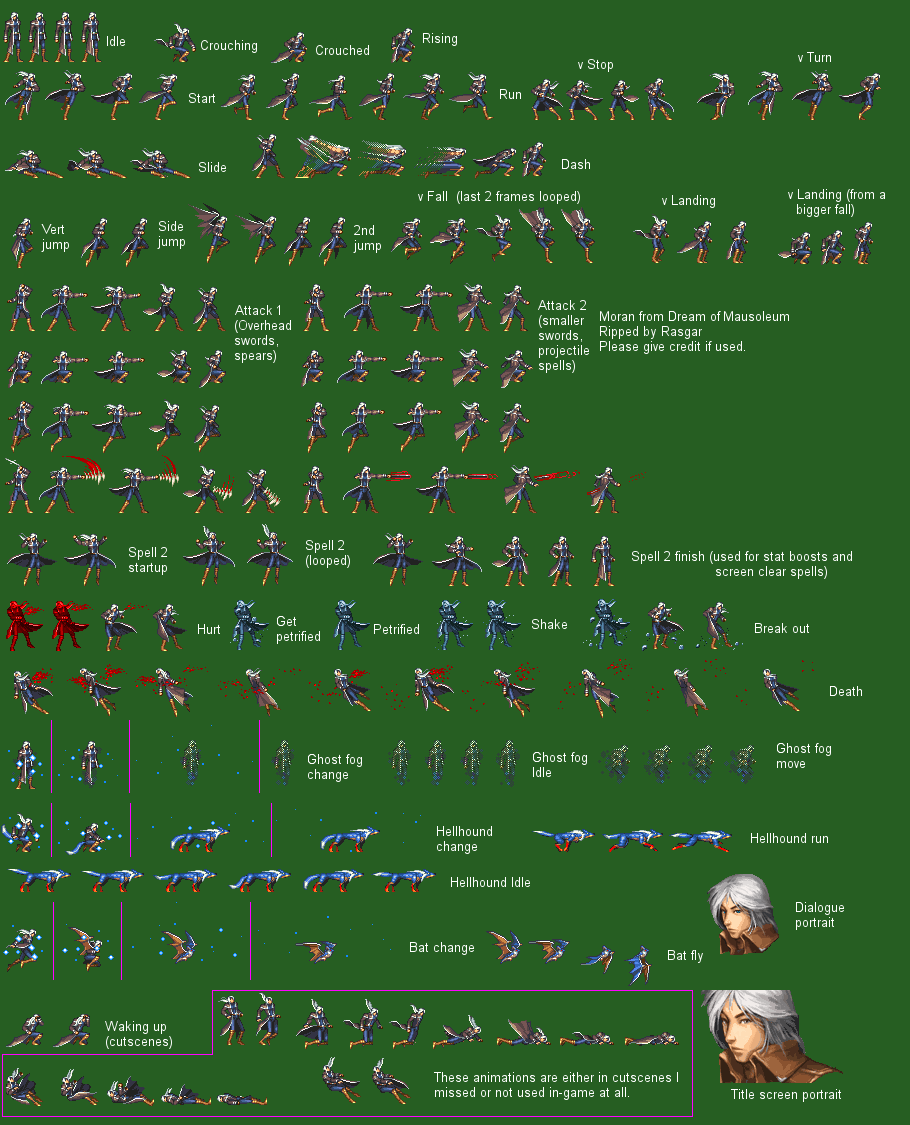 Idle
Crouching
Crouched
Rising
v Stop
v Turn
Start
Run
Slide
Dash
v Fall (last 2 frames looped)
v Landing
v Landing (from a
bigger fall)
Vert
jump
Side
jump
2nd
jump
Attack 1
(Overhead
swords,
spears)
Attack 2
(smaller
swords,
projectile
spells)
Moran from Dream of Mausoleum
Ripped by Rasgar
Please give credit if used.
Spell 2
startup
Spell 2
(looped)
Spell 2 finish (used for stat boosts and
screen clear spells)
Hurt
Get
petrified
Petrified
Shake
Break out
Death
Ghost fog
change
Ghost fog
Idle
Ghost fog
move
Hellhound
change
Hellhound run
Hellhound Idle
Dialogue
portrait
Bat change
Bat fly
Waking up
(cutscenes)
These animations are either in cutscenes I
missed or not used in-game at all.
Title screen portrait